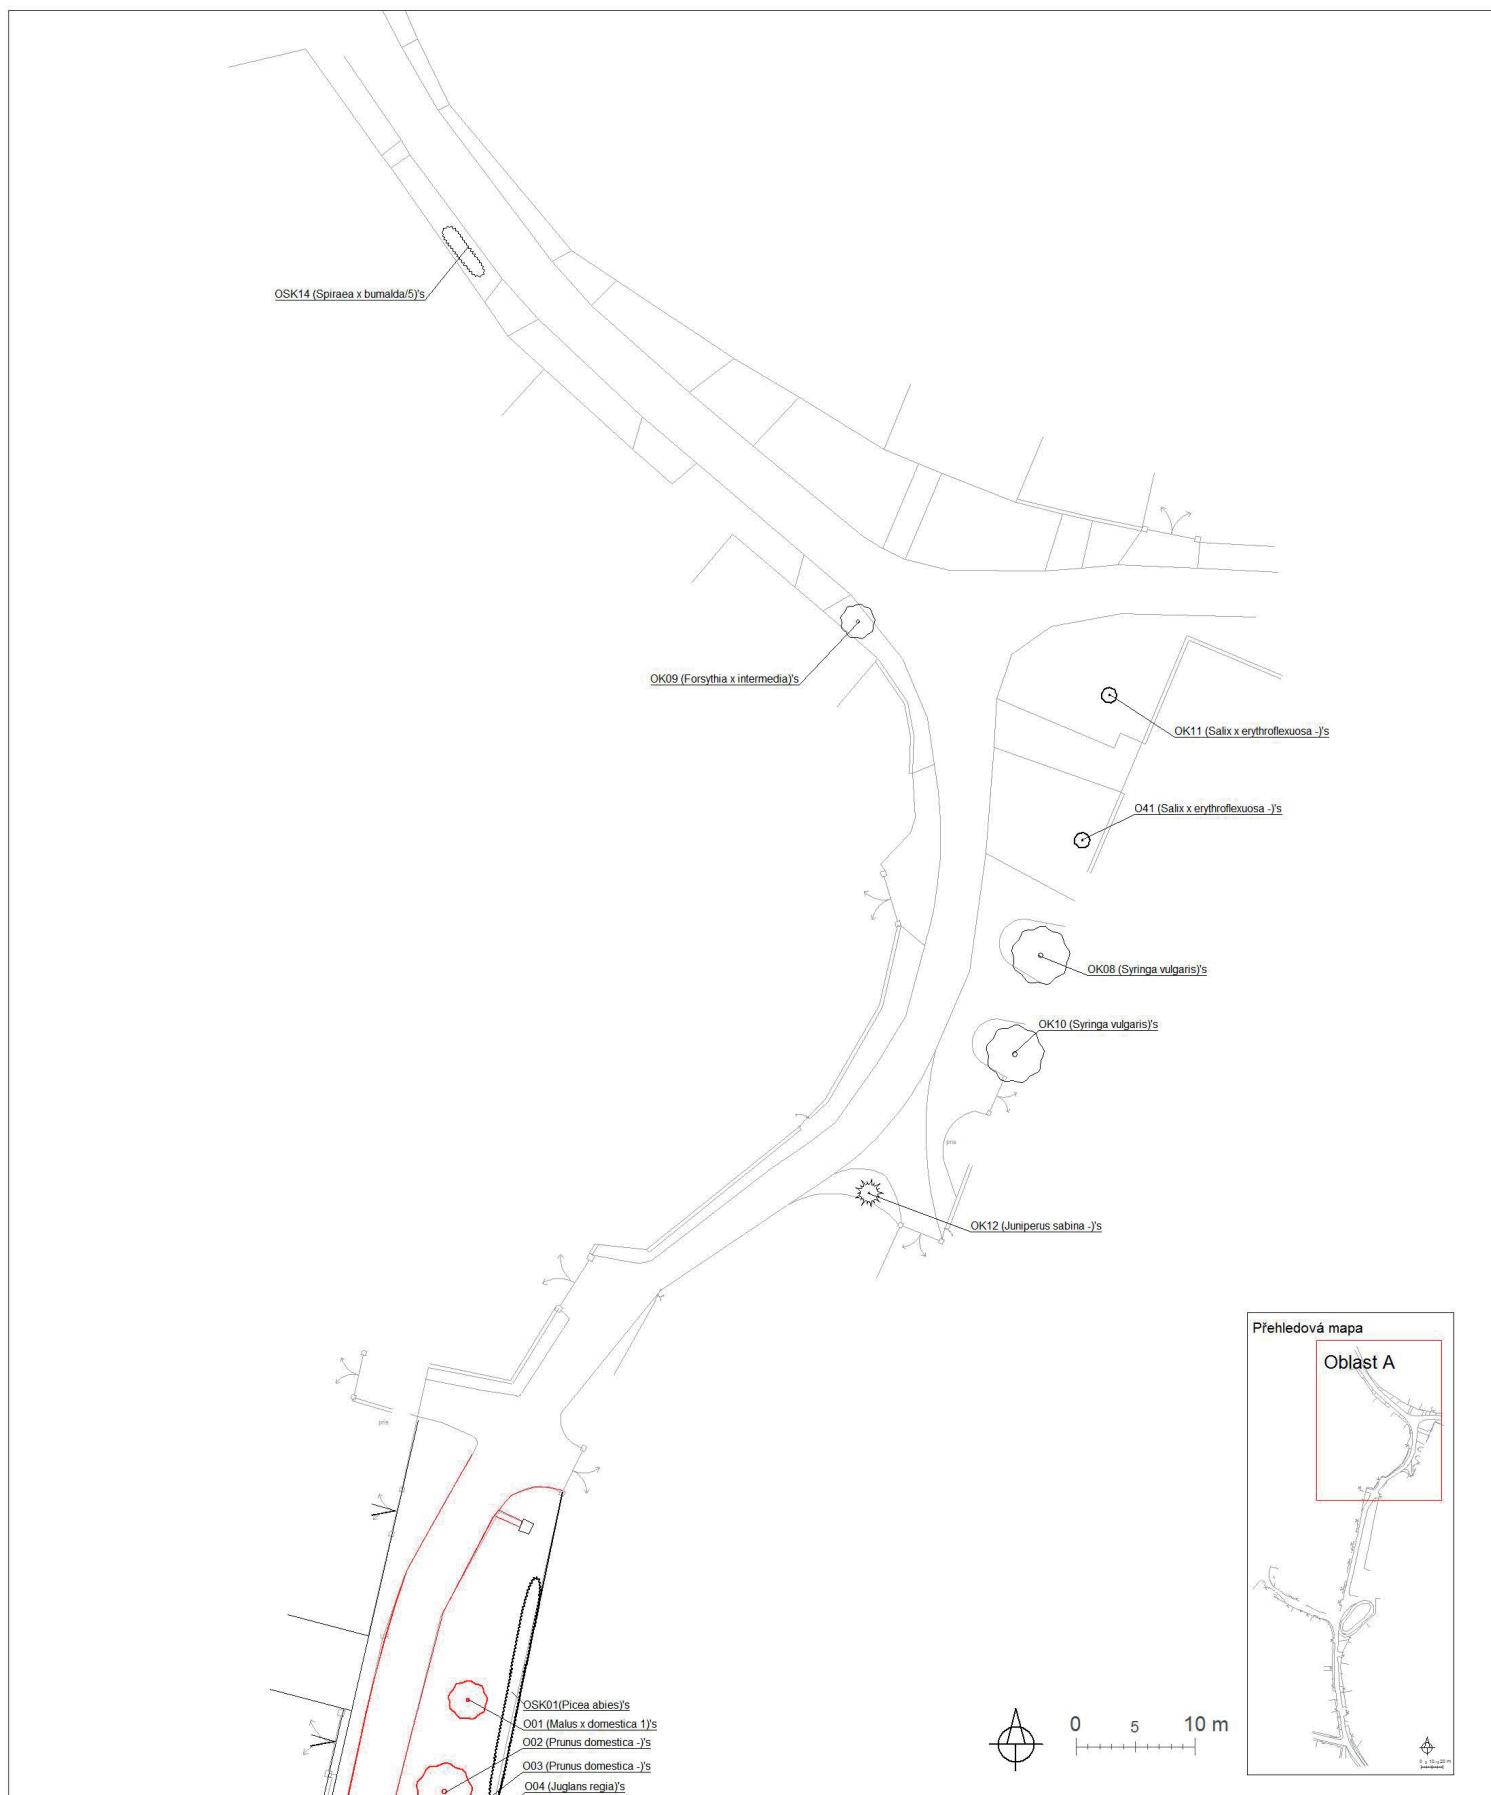 OSK14 (Spiraea x bumalda/5)'s
OK09 (Forsythia x intermedia)'s
OK11 (Salix x erythroflexuosa -)'s
O41 (Salix x erythroflexuosa -)'s
OK08 (Syringa vulgaris)'s
OK10 (Syringa vulgaris)'s
OK12 (Juniperus sabina -)'s
Přehledová mapa
Oblast A
OSK01(Picea abies)'s
O01 (Malus x domestica 1)'s
O02 (Prunus domestica -)'s
O03 (Prunus domestica -)'s
O04 (Juglans regia)'s
0 5 10 m